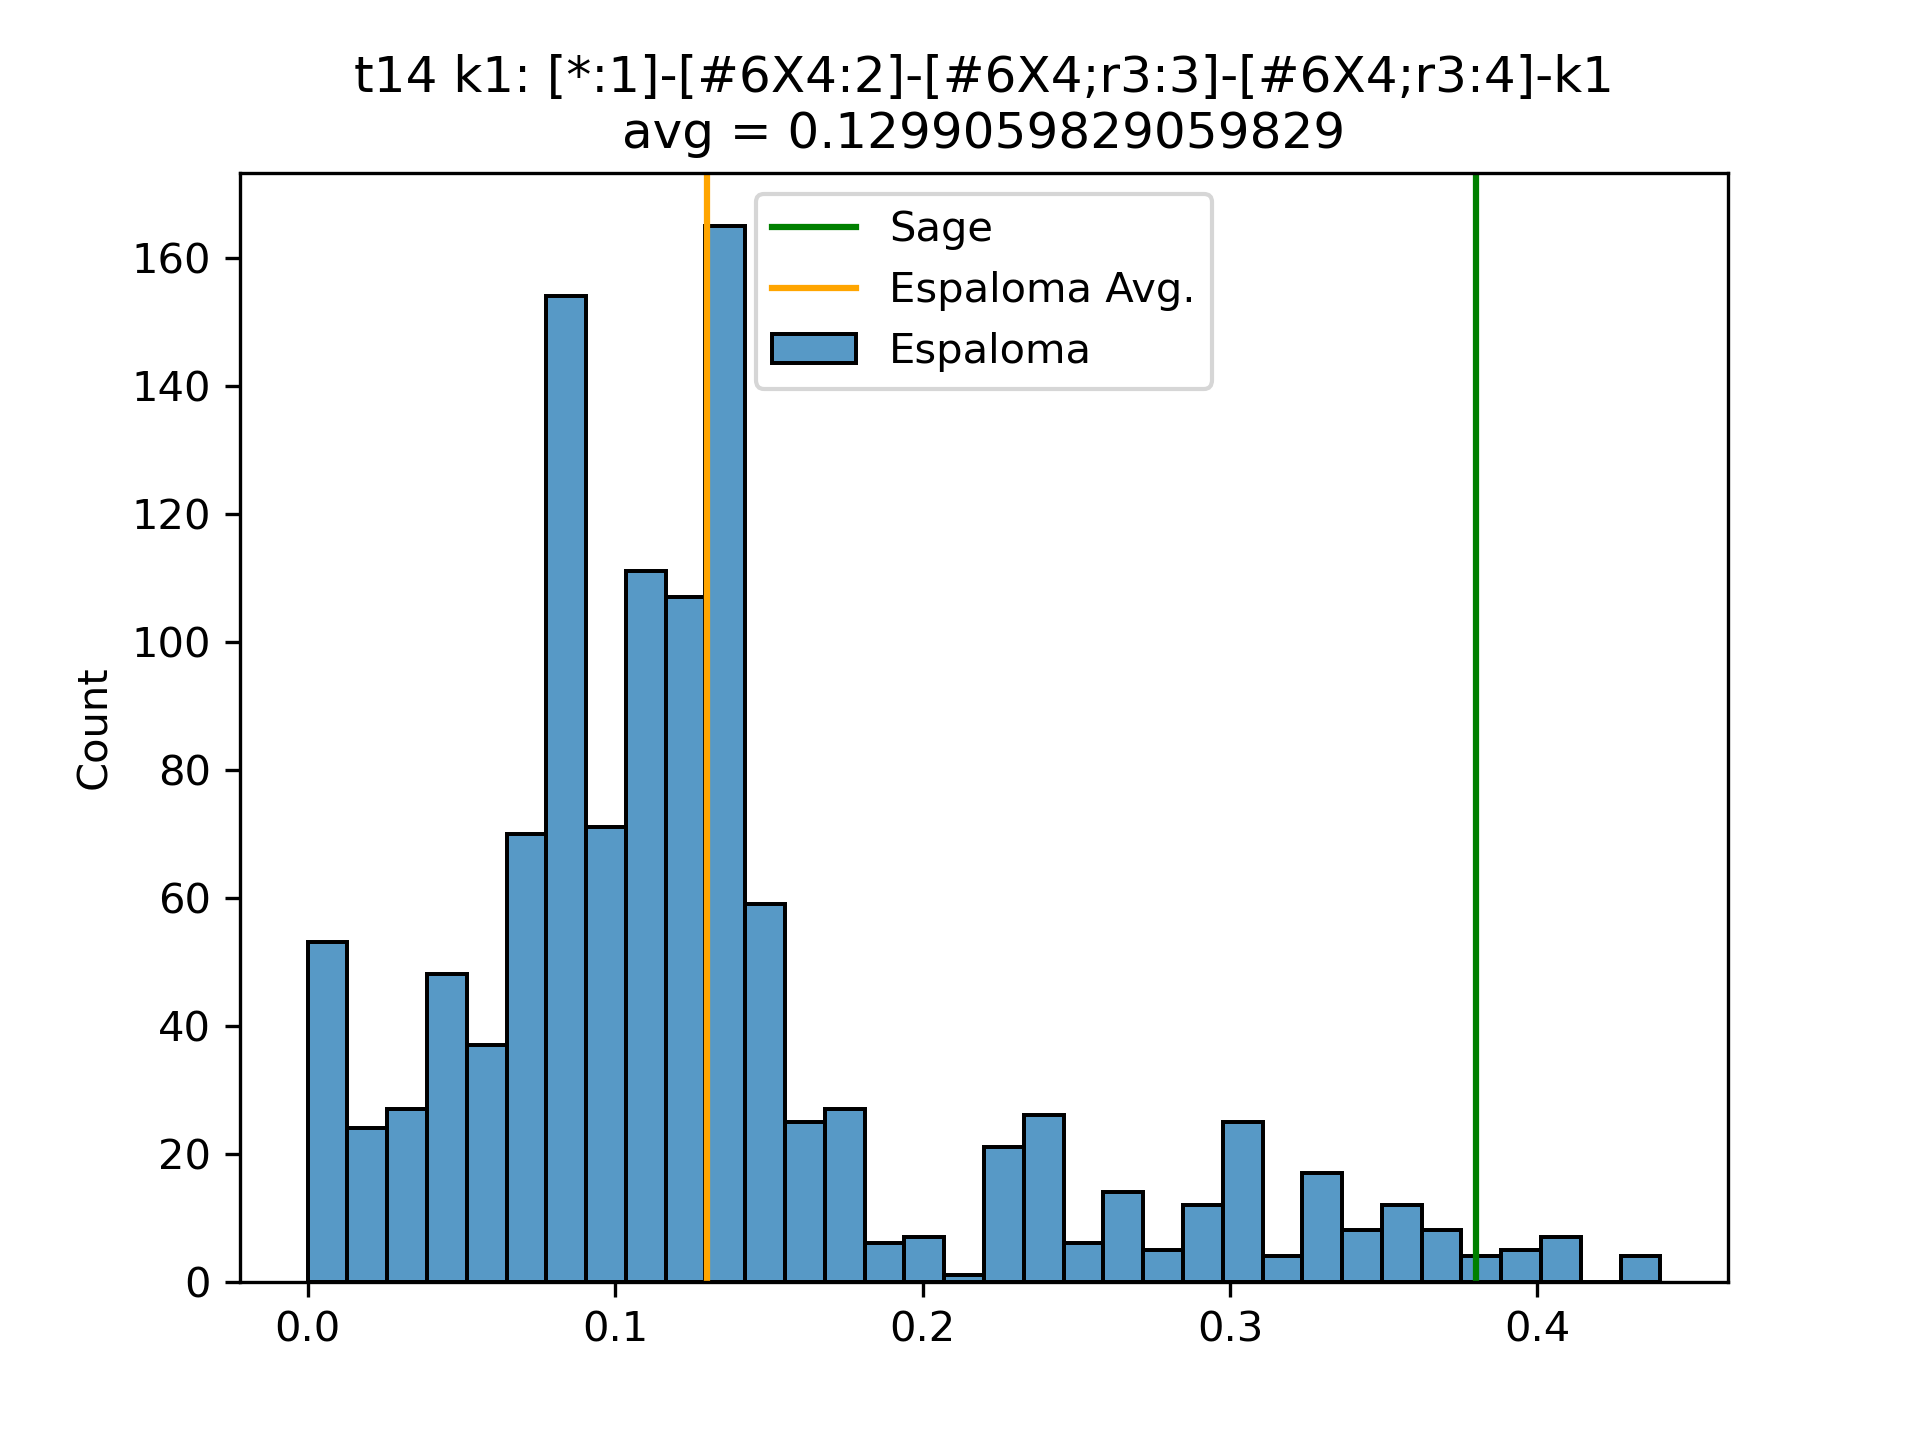 t14 k1: [*:1]-[#6X4:2]-[#6X4;r3:3]-[#6X4;r3:4]-k1
avg = 0.1299059829059829
Sage
Espaloma Avg.
Espaloma
160
140
120
100
80
60
40
20
0
Count
0.0 0.1 0.2 0.3 0.4